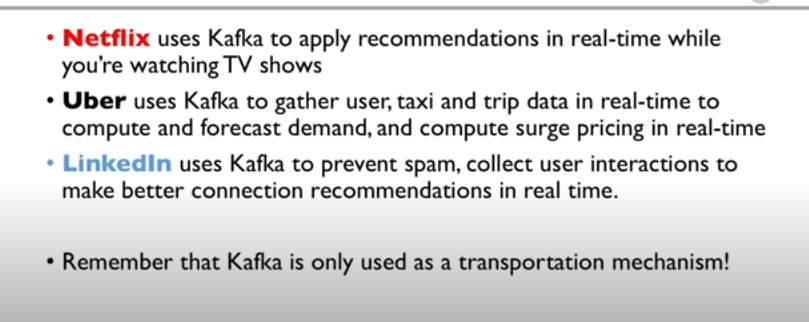 • Netflix uses Kafka to apply recommendations in real-time while
you're watching TV shows
• Uber uses Kafka to gather user, taxi and trip data in real-time to
compute and forecast demand, and compute surge pricing in real-time
• LinkedIn uses Kafka to prevent spam, collect user interactions to
make better connection recommendations in real time.
• Remember that Kafka is only used as a transportation mechanism!